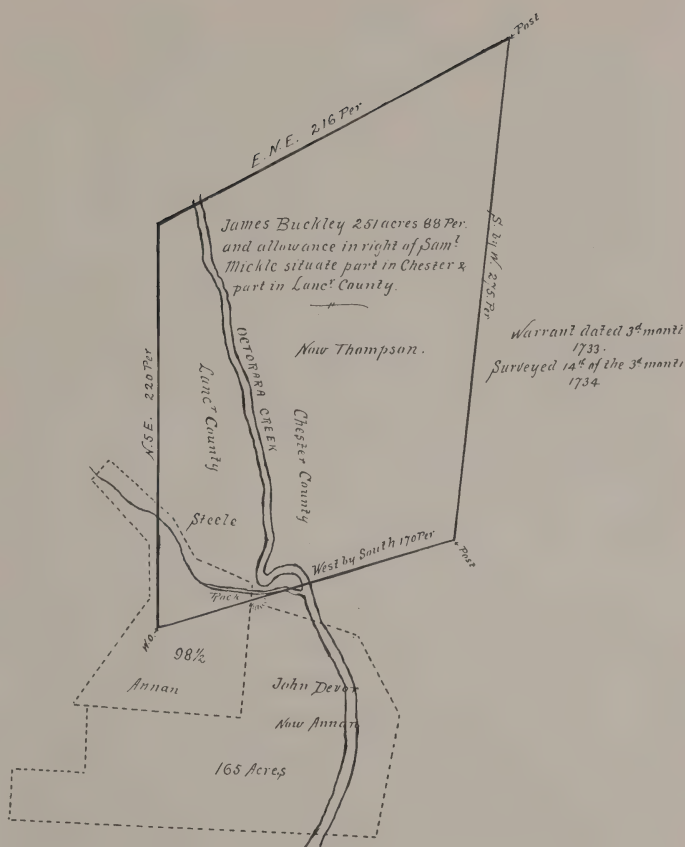 Post
E.N.E. 216 Per
James Buckley 251 acres 88 Per.
and allowance in right of Samt
Mickle situate part in Chester &
part in Lancr County.
S. by W. 275 Per
Now Thompson.
Warrant dated 3d month
1733.
Surveyed 14th of the 3d month
1734
N.5E. 220 Per
OCTORARA CREEK
Lancr County
Chester County
Steele
West by South 170 Per
Post
Race
W.O.
98½
Annan
John Devor
Now Annan
165 Acres